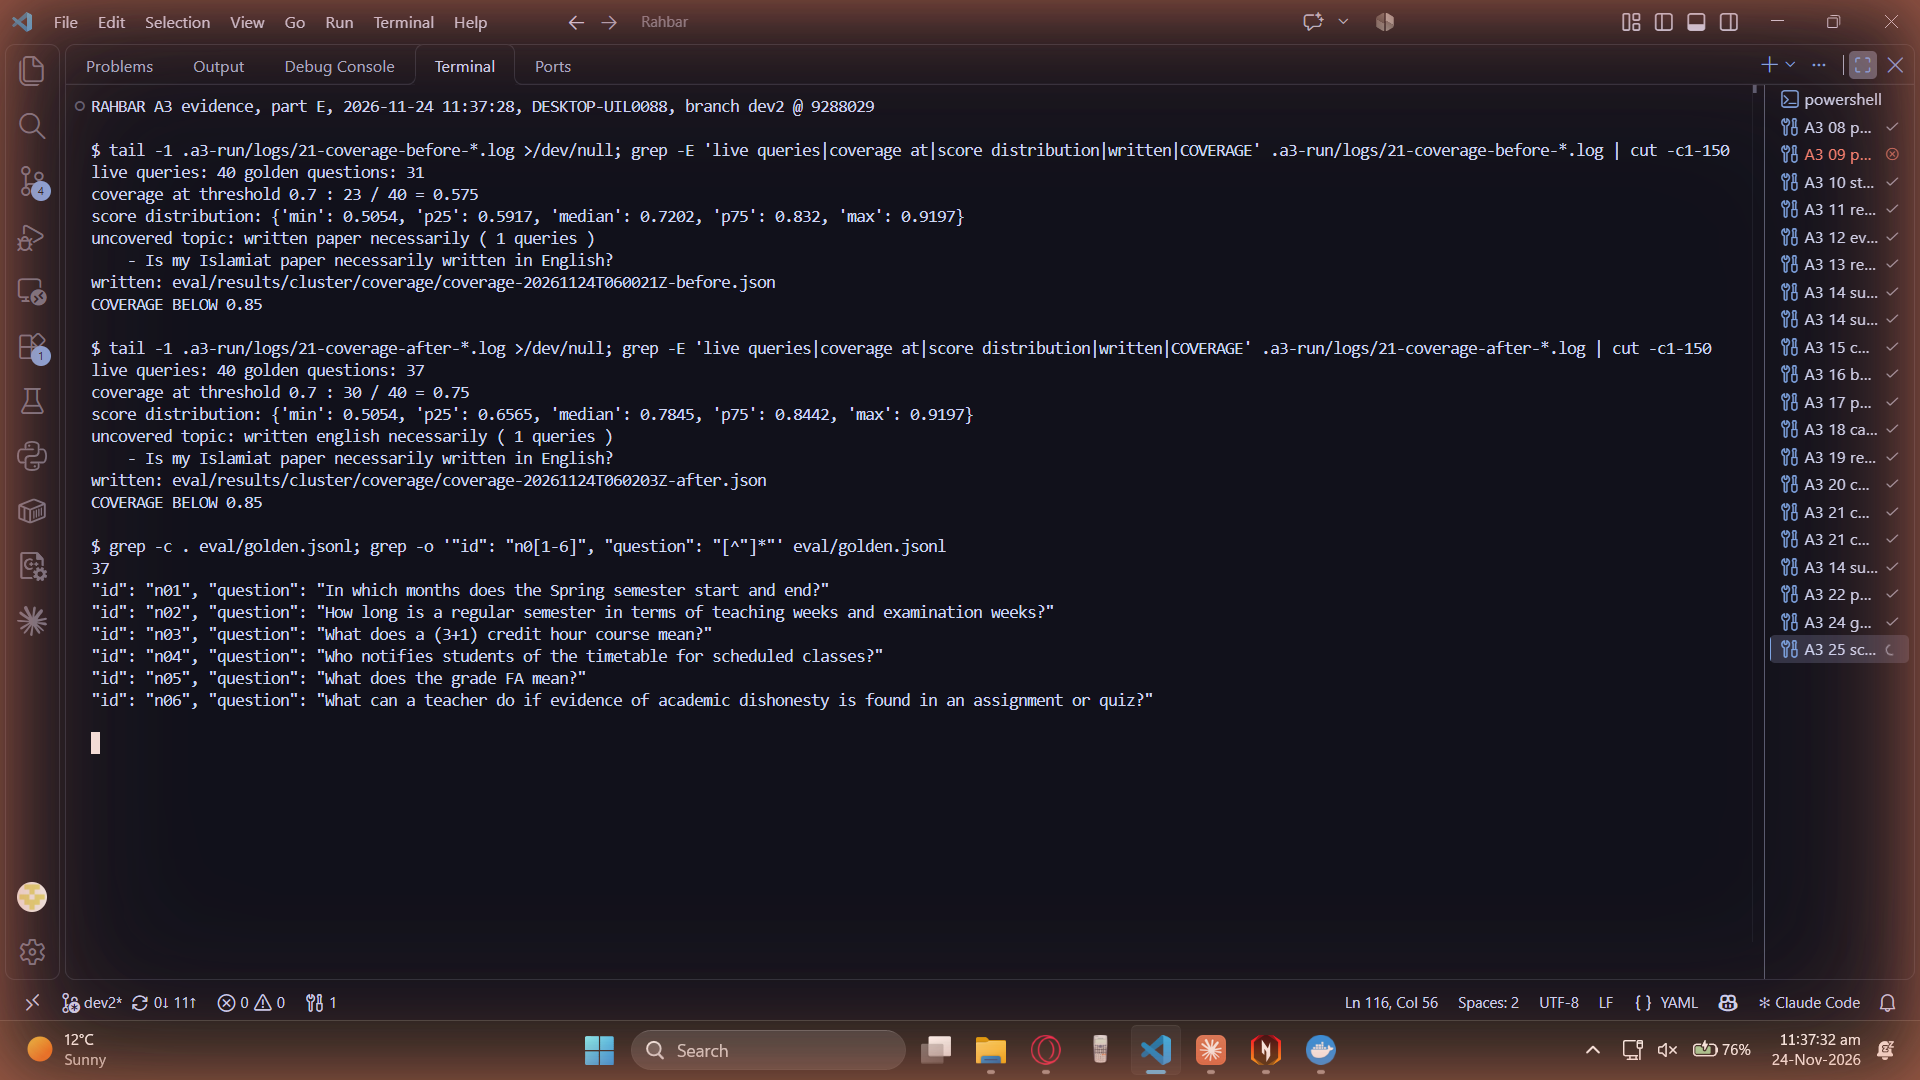 File Edit Selection View Go Run Terminal Help
Rahbar
Problems Output Debug Console Terminal Ports
RAHBAR A3 evidence, part E, 2026-11-24 11:37:28, DESKTOP-UIL0088, branch dev2 @ 9288029
$ tail -1 .a3-run/logs/21-coverage-before-*.log >/dev/null; grep -E 'live queries|coverage at|score distribution|written|COVERAGE' .a3-run/logs/21-coverage-before-*.log | cut -c1-150
live queries: 40 golden questions: 31
coverage at threshold 0.7 : 23 / 40 = 0.575
score distribution: {'min': 0.5054, 'p25': 0.5917, 'median': 0.7202, 'p75': 0.832, 'max': 0.9197}
uncovered topic: written paper necessarily ( 1 queries )
- Is my Islamiat paper necessarily written in English?
written: eval/results/cluster/coverage/coverage-20261124T060021Z-before.json
COVERAGE BELOW 0.85
$ tail -1 .a3-run/logs/21-coverage-after-*.log >/dev/null; grep -E 'live queries|coverage at|score distribution|written|COVERAGE' .a3-run/logs/21-coverage-after-*.log | cut -c1-150
live queries: 40 golden questions: 37
coverage at threshold 0.7 : 30 / 40 = 0.75
score distribution: {'min': 0.5054, 'p25': 0.6565, 'median': 0.7845, 'p75': 0.8442, 'max': 0.9197}
uncovered topic: written english necessarily ( 1 queries )
- Is my Islamiat paper necessarily written in English?
written: eval/results/cluster/coverage/coverage-20261124T060203Z-after.json
COVERAGE BELOW 0.85
$ grep -c . eval/golden.jsonl; grep -o '"id": "n0[1-6]", "question": "[^"]*"' eval/golden.jsonl
37
"id": "n01", "question": "In which months does the Spring semester start and end?"
"id": "n02", "question": "How long is a regular semester in terms of teaching weeks and examination weeks?"
"id": "n03", "question": "What does a (3+1) credit hour course mean?"
"id": "n04", "question": "Who notifies students of the timetable for scheduled classes?"
"id": "n05", "question": "What does the grade FA mean?"
"id": "n06", "question": "What can a teacher do if evidence of academic dishonesty is found in an assignment or quiz?"
powershell
A3 08 p...
A3 09 p...
A3 10 st...
A3 11 re...
A3 12 ev...
A3 13 re...
A3 14 su...
A3 14 su...
A3 15 c...
A3 16 b...
A3 17 p...
A3 18 ca...
A3 19 re...
A3 20 c...
A3 21 c...
A3 21 c...
A3 14 su...
A3 22 p...
A3 24 g...
A3 25 sc...
4
1
dev2* 0↓ 11↑ 0 0 1
Ln 116, Col 56 Spaces: 2 UTF-8 LF {} YAML Claude Code
12°C
Sunny
Search
76%
11:37:32 am
24-Nov-2026